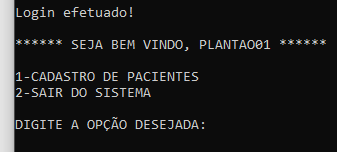 Login efetuado!
****** SEJA BEM VINDO, PLANTAO01 ******
1-CADASTRO DE PACIENTES
2-SAIR DO SISTEMA
DIGITE A OPÇÃO DESEJADA: